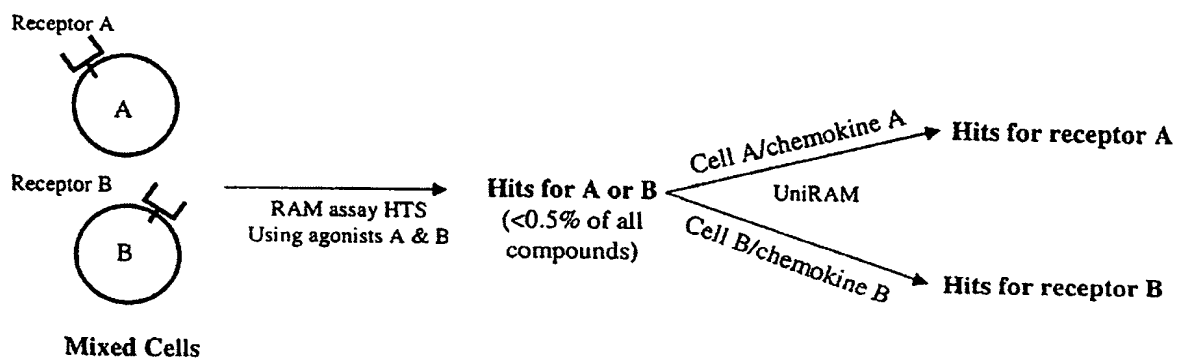 Receptor A
A
Receptor B
B
Mixed Cells
RAM assay HTS
Using agonists A & B
Hits for A or B
(<0.5% of all
compounds)
Cell A/chemokine A
UniRAM
Cell B/chemokine B
Hits for receptor A
Hits for receptor B